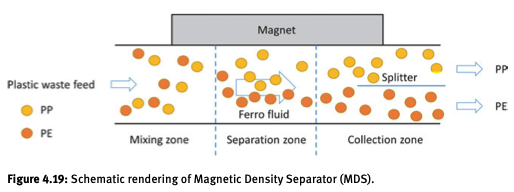 Magnet
Plastic waste feed
PP
PE
Splitter
PP
PE
Ferro fluid
Mixing zone
Separation zone
Collection zone
Figure 4.19: Schematic rendering of Magnetic Density Separator (MDS).